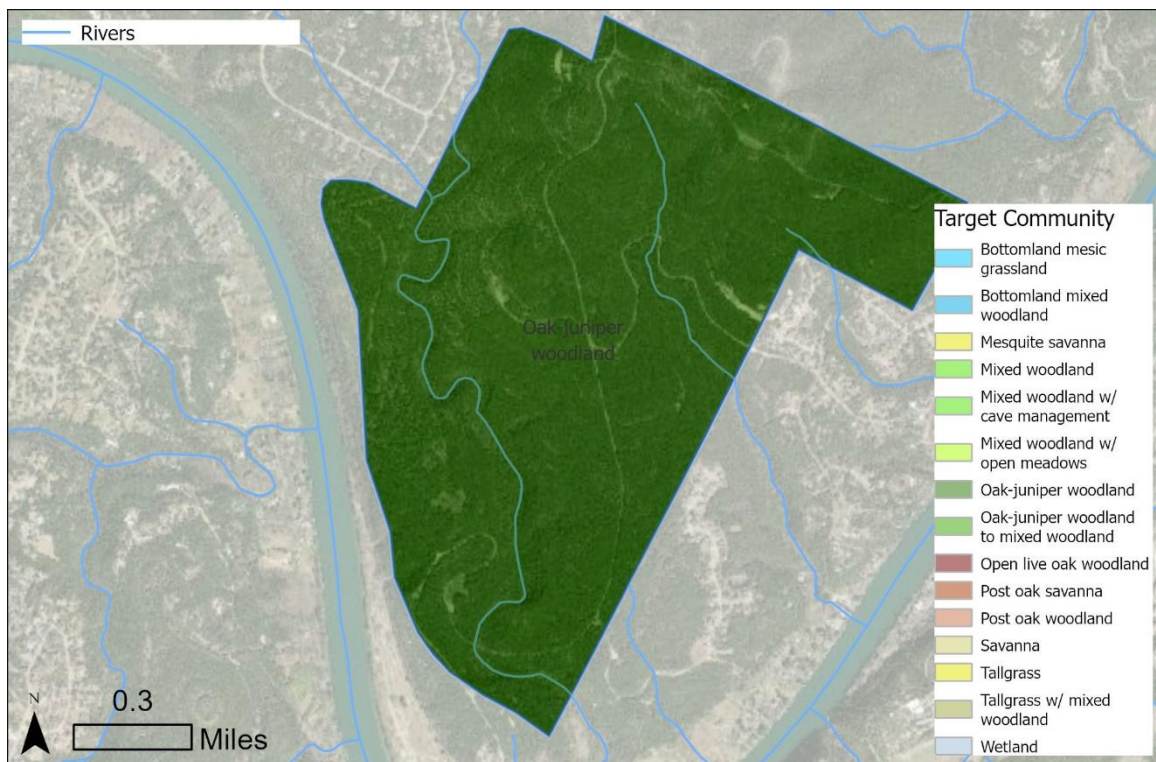 Rivers
Oak-juniper
woodland
Target Community
Bottomland mesic
grassland
Bottomland mixed
woodland
Mesquite savanna
Mixed woodland
Mixed woodland w/
cave management
Mixed woodland w/
open meadows
Oak-juniper woodland
Oak-juniper woodland
to mixed woodland
Open live oak woodland
Post oak savanna
Post oak woodland
Savanna
Tallgrass
Tallgrass w/ mixed
woodland
Wetland
N
0.3
Miles